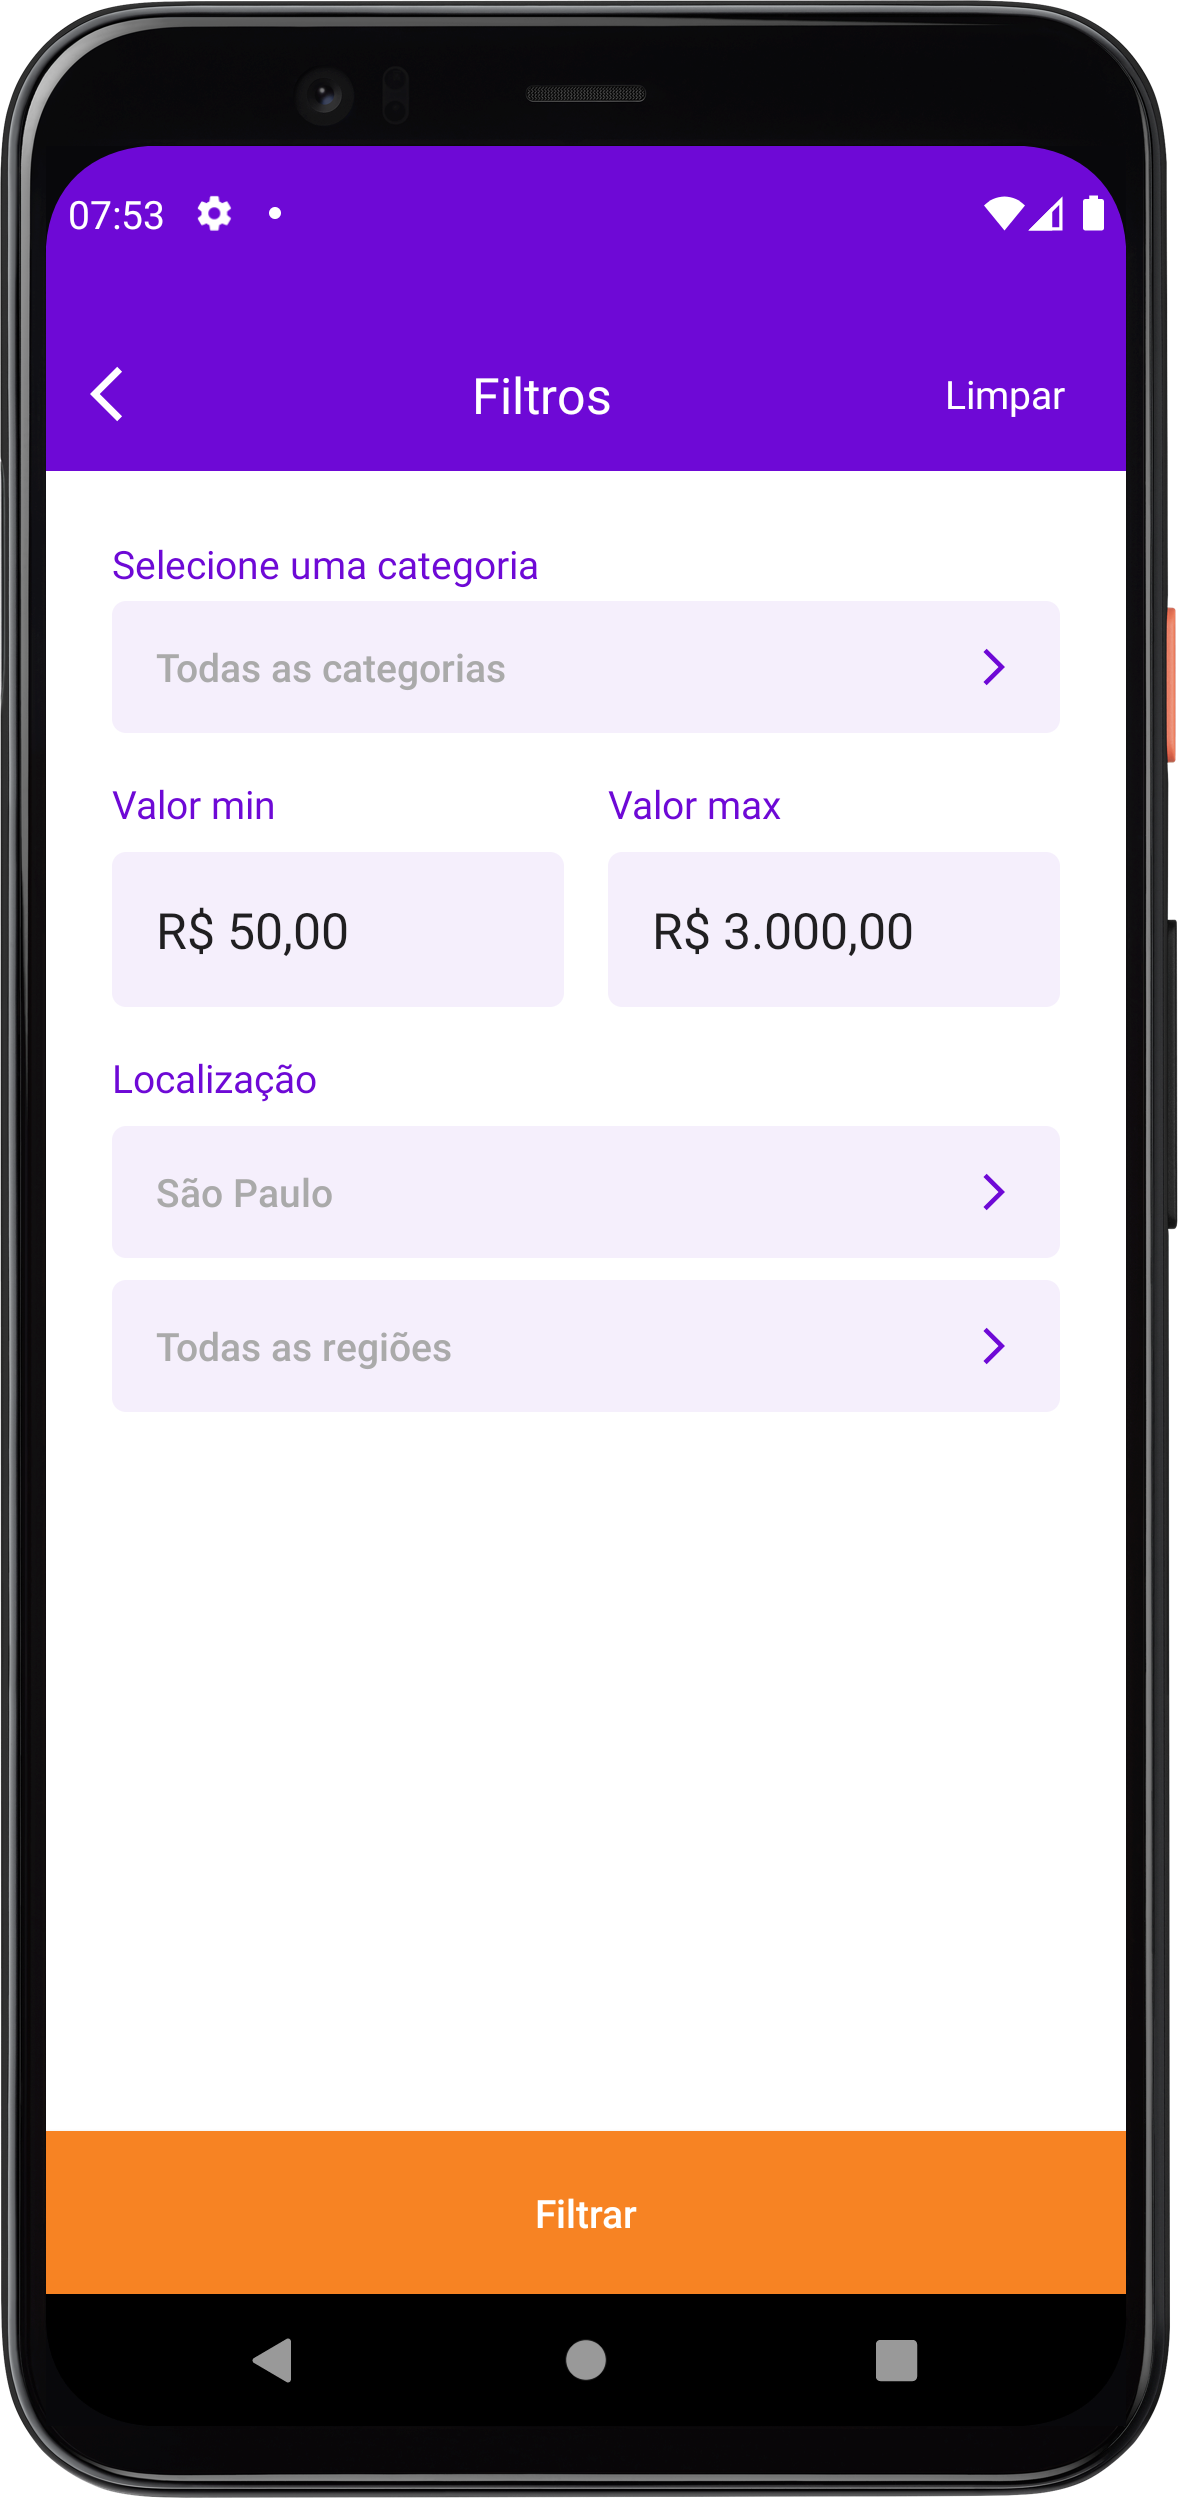 07:53
Filtros
Limpar
Selecione uma categoria
Todas as categorias
Valor min
Valor max
R$ 50,00
R$ 3.000,00
Localização
São Paulo
Todas as regiões
Filtrar